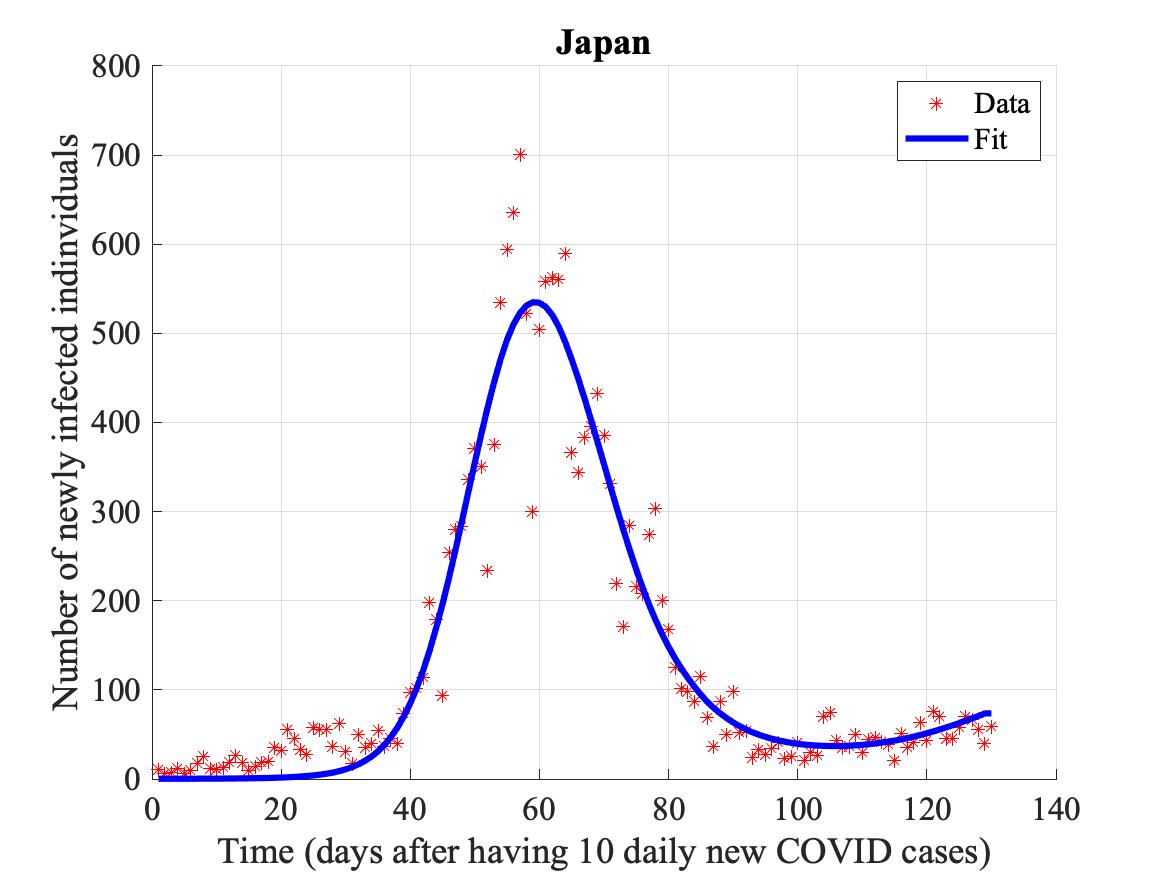 Japan
800
700
600
500
400
300
200
100
0
Number of newly infected indinviduals
Data
Fit
0 20 40 60 80 100 120 140
Time (days after having 10 daily new COVID cases)